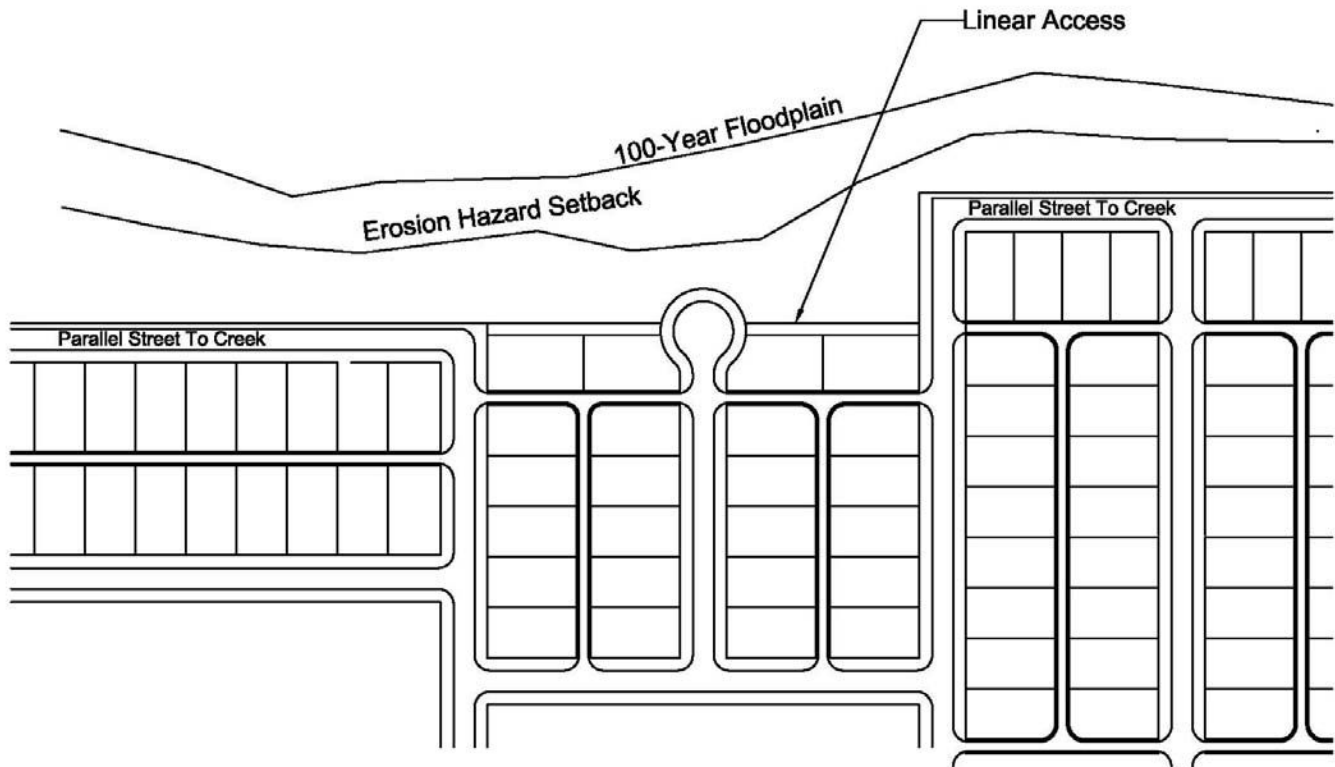 Linear Access
100-Year Floodplain
Erosion Hazard Setback
Parallel Street To Creek
Parallel Street To Creek